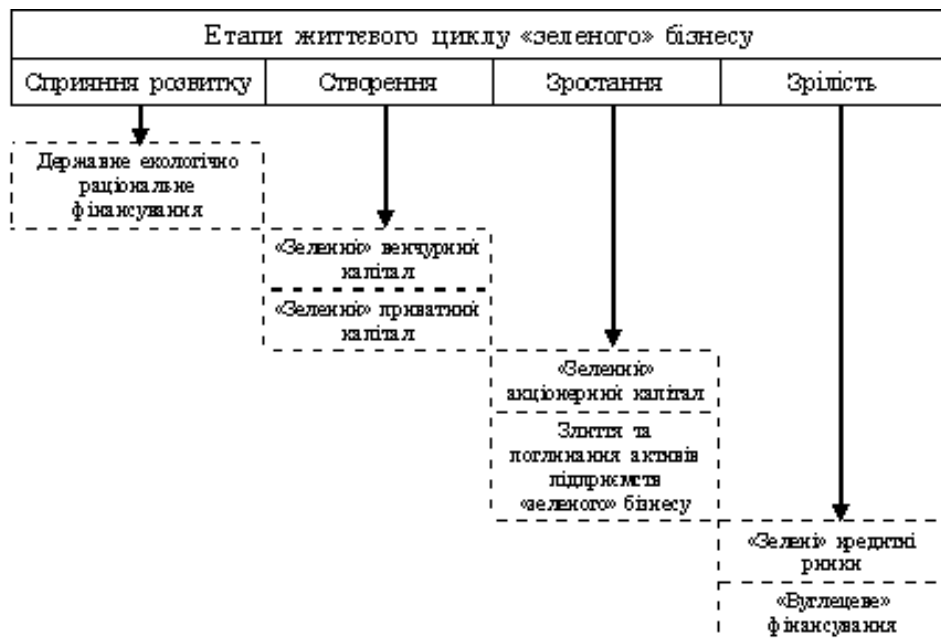 Етапи життєвого циклу «зеленого» бізнесу
Сприяння розвитку
Створення
Зростання
Зрілість
Державне екологічно
раціональне
фінансування
«Зелений» венчурний
капітал
«Зелений» приватний
капітал
«Зелений»
акціонерний капітал
Злиття та
поглинання активів
підприємств
«зеленого» бізнесу
«Зелені» кредитні
ринки
«Вуглецеве»
фінансування